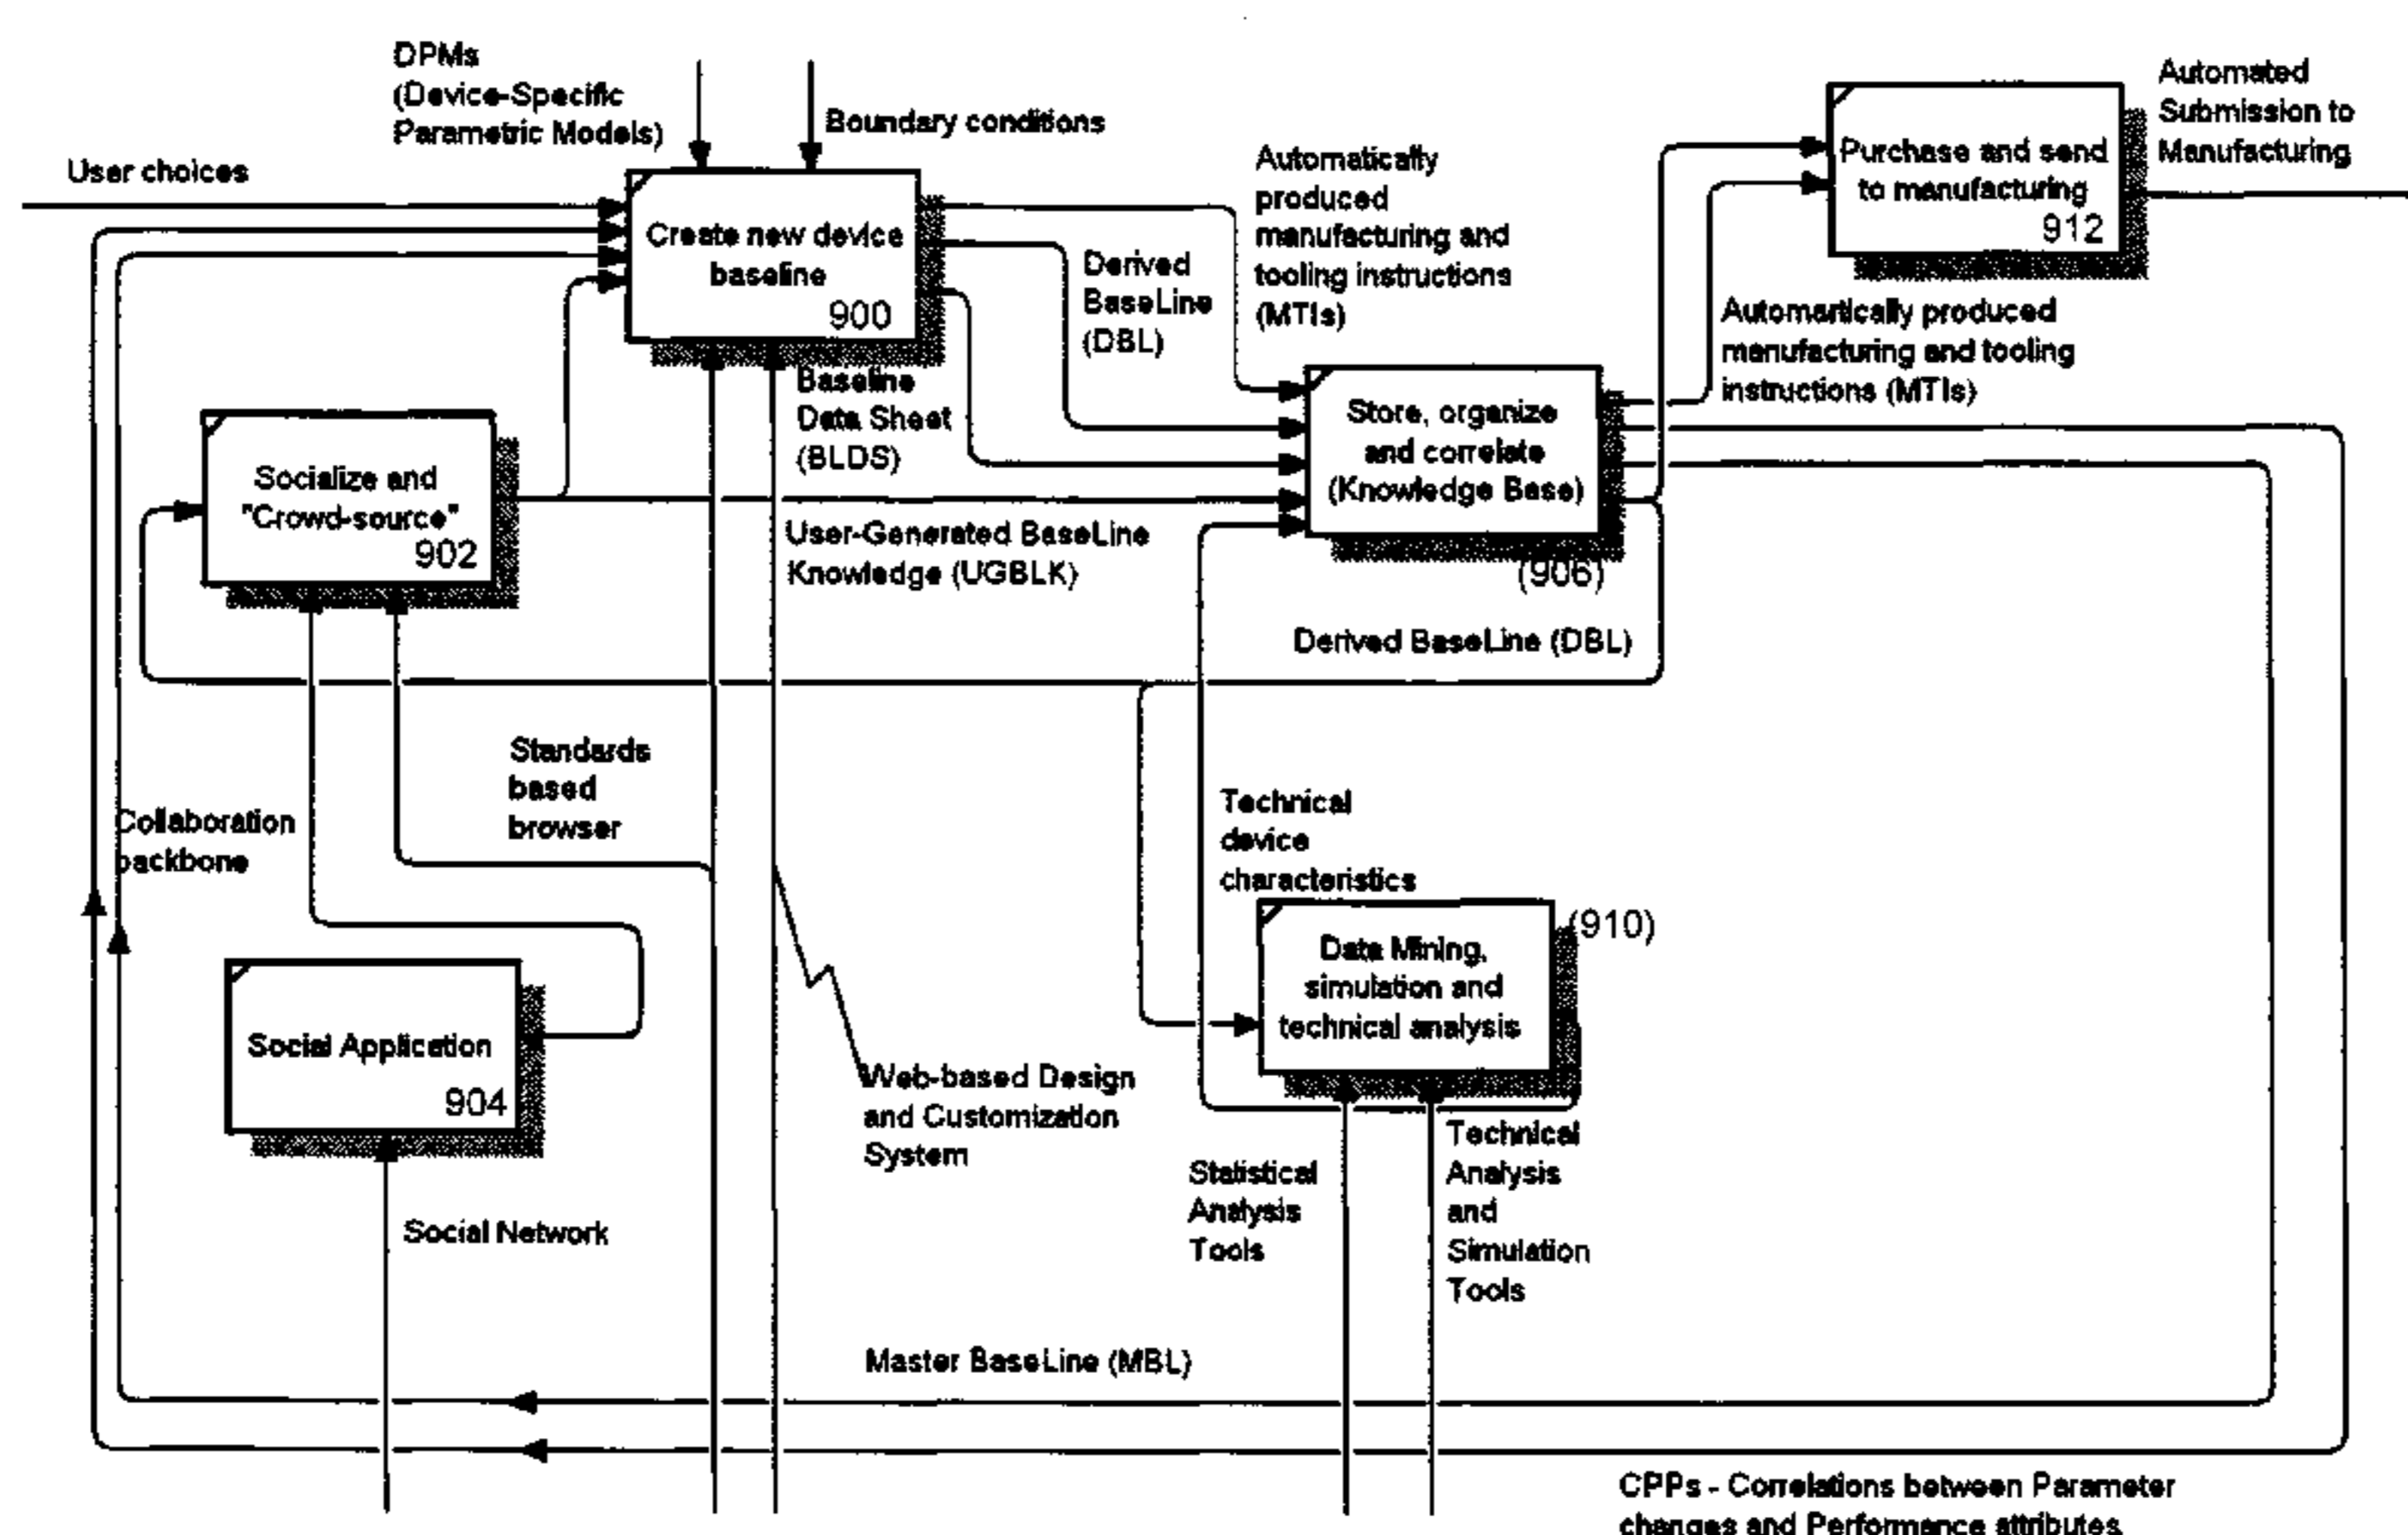 DPMs
(Device-Specific
Parametric Models)
Boundary conditions
User choices
Create new device
baseline
900
Automatically
produced
manufacturing and
tooling instructions
(MTIs)
Derived
BaseLine
(DBL)
Purchase and send
to manufacturing
912
Automated
Submission to
Manufacturing
Automartically produced
manufacturing and tooling
instructions (MTIs)
Baseline
Data Sheet
(BLDS)
Store, organize
and correlate
(Knowledge Base)
(906)
Socialize and
"Crowd-source"
902
User-Generated BaseLine
Knowledge (UGBLK)
Derived BaseLine (DBL)
Standards
based
browser
Collaboration
backbone
Technical
device
characteristics
Data Mining,
simulation and
technical analysis
(910)
Social Application
904
Web-based Design
and Customization
System
Social Network
Statistical
Analysis
Tools
Technical
Analysis
and
Simulation
Tools
Master BaseLine (MBL)
CPPs - Correlations between Parameter
changes and Performance attributes